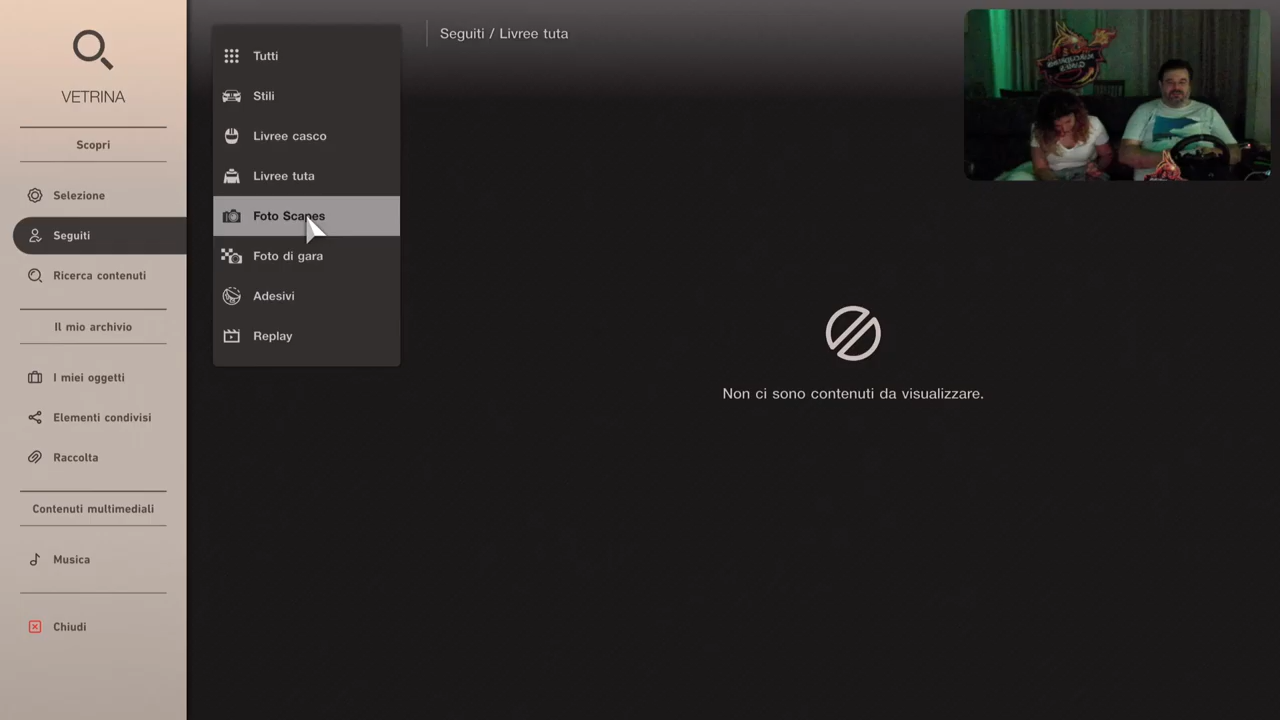 VETRINA
Scopri
Selezione
Seguiti
Ricerca contenuti
Il mio archivio
I miei oggetti
Elementi condivisi
Raccolta
Contenuti multimediali
Musica
Chiudi
Tutti
Stili
Livree casco
Livree tuta
Foto Scapes
Foto di gara
Adesivi
Replay
Seguiti / Livree tuta
Non ci sono contenuti da visualizzare.